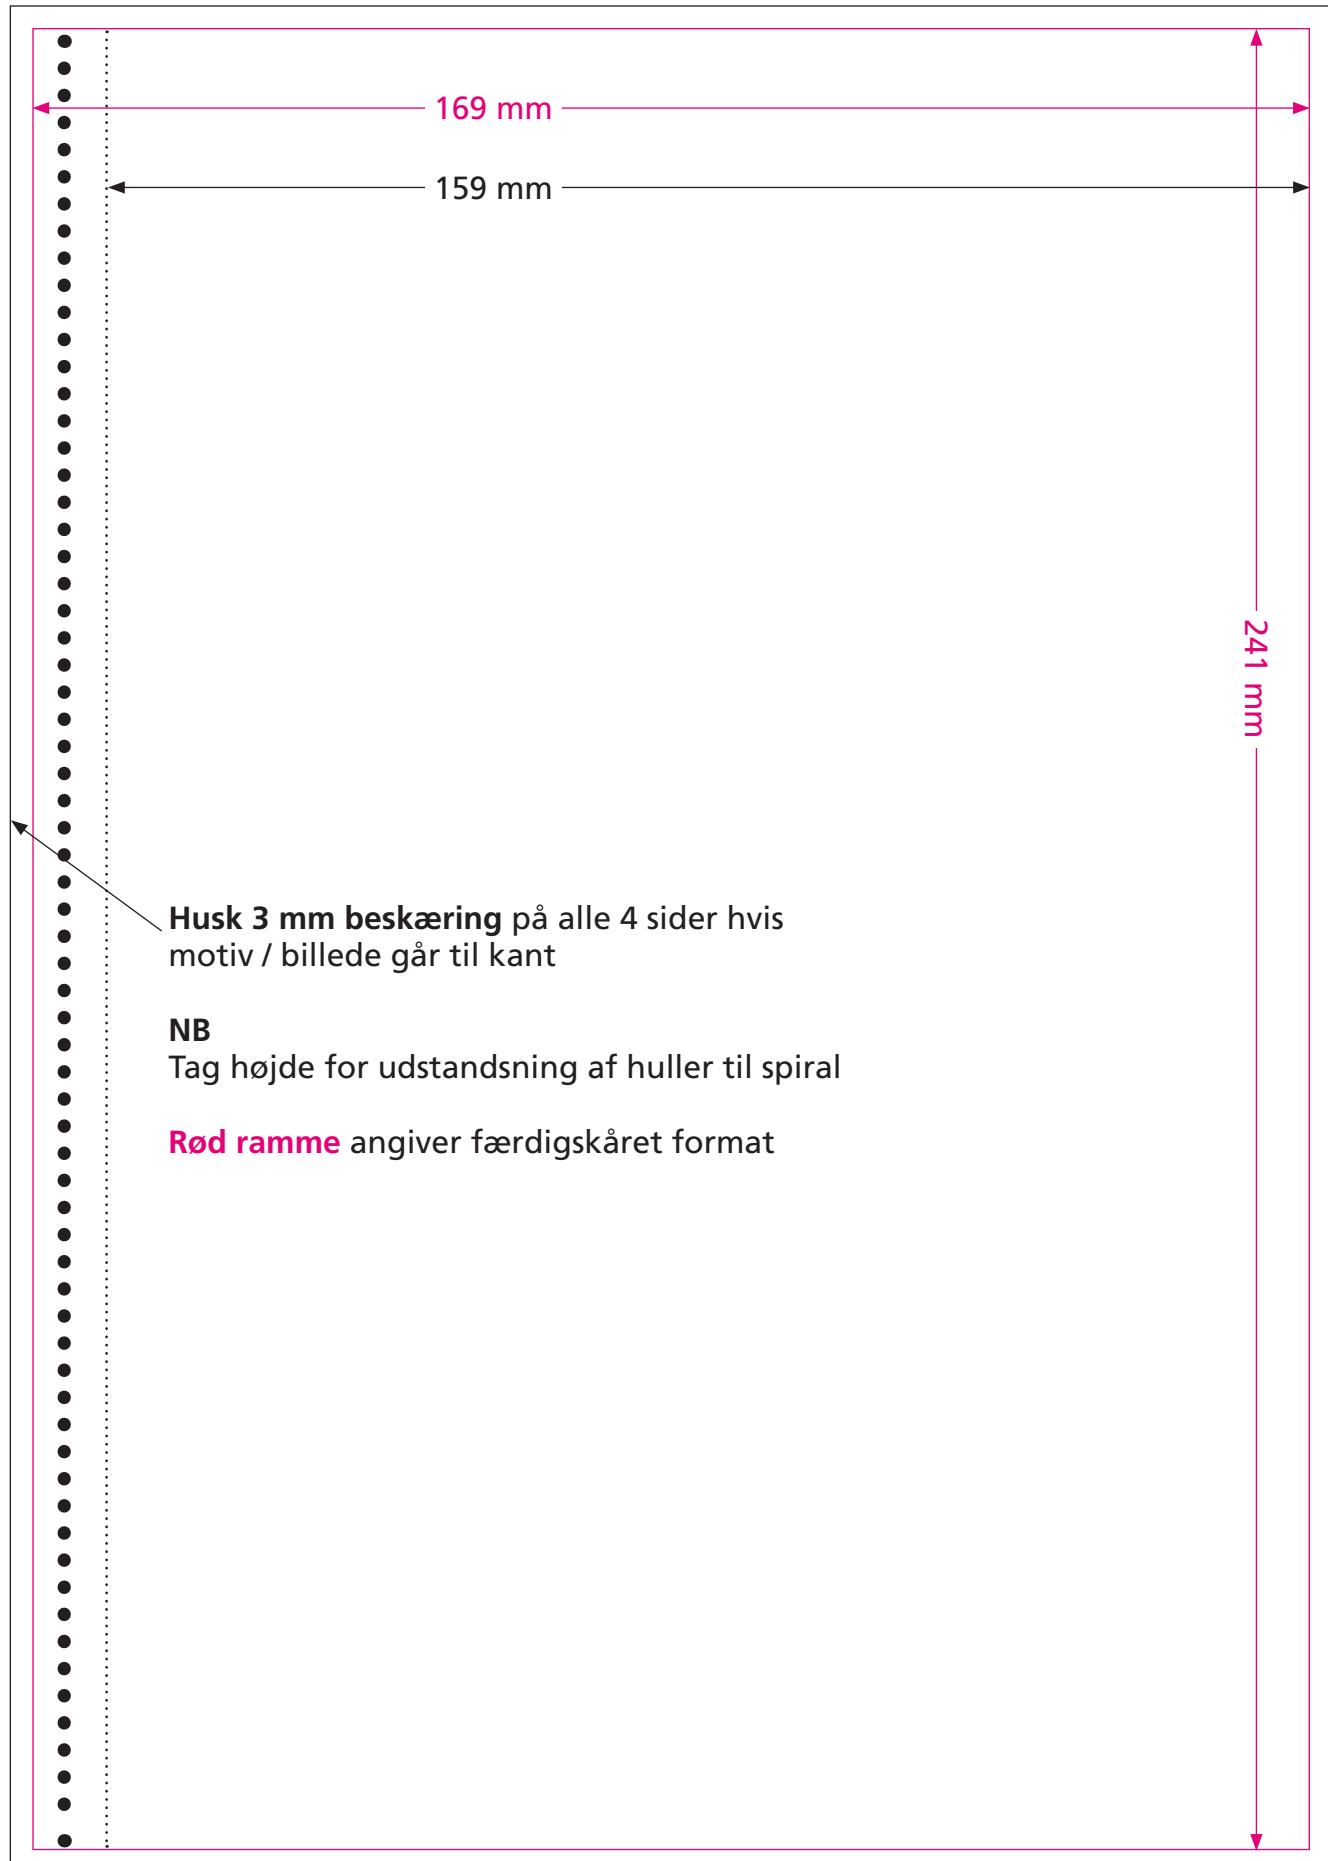 169 mm
159 mm
241 mm
Husk 3 mm beskæring på alle 4 sider hvis
motiv / billede går til kant
NB
Tag højde for udstandsning af huller til spiral
Rød ramme angiver færdigskåret format